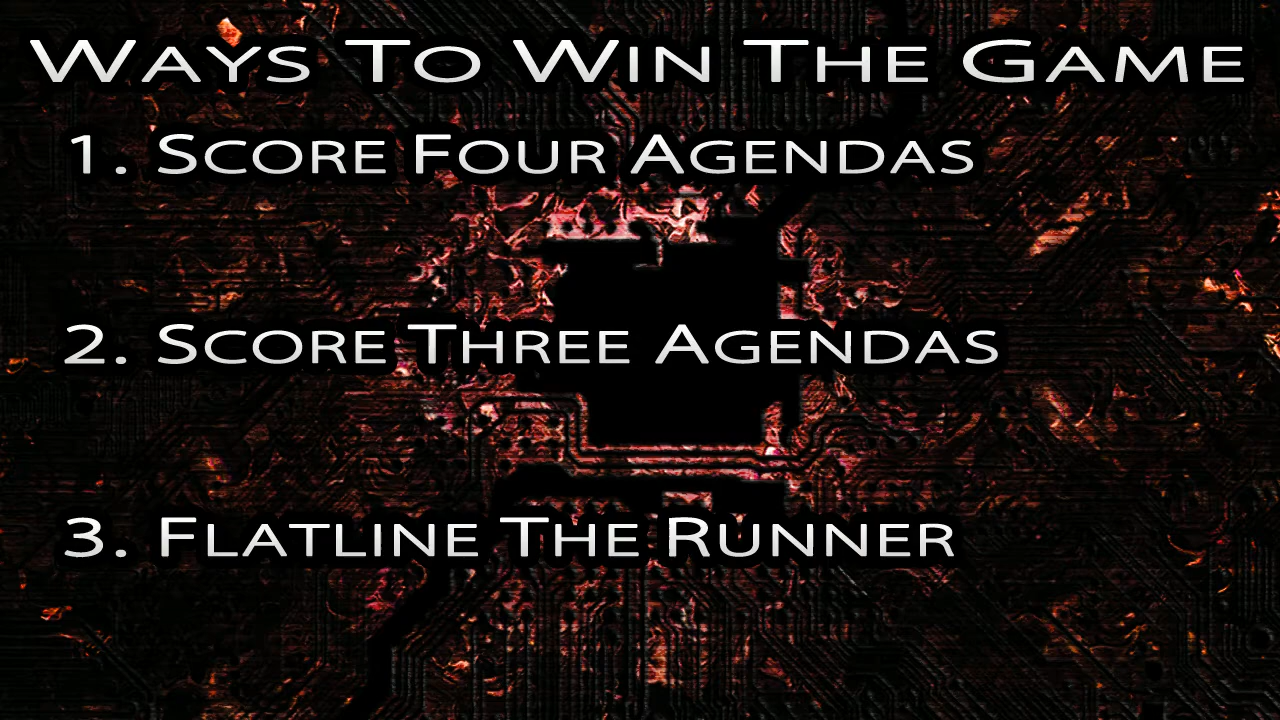 Ways To Win The Game
1. Score Four Agendas
2. Score Three Agendas
3. Flatline The Runner